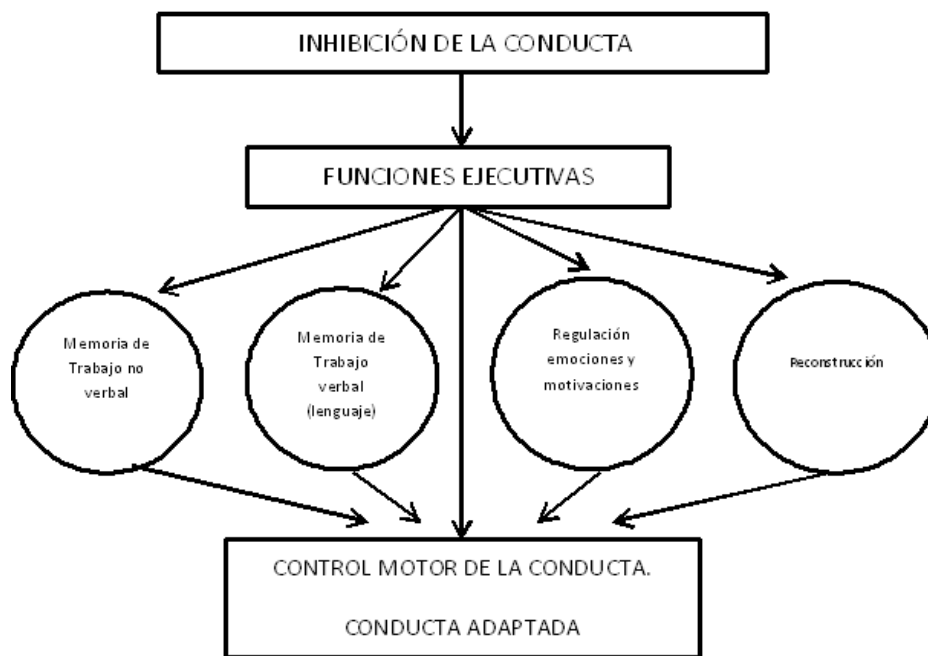 INHIBICIÓN DE LA CONDUCTA
FUNCIONES EJECUTIVAS
Memoria de
Trabajo no
verbal
Memoria de
Trabajo
verbal
(lenguaje)
Regulación
emociones y
motivaciones
Reconstrucción
CONTROL MOTOR DE LA CONDUCTA.
CONDUCTA ADAPTADA